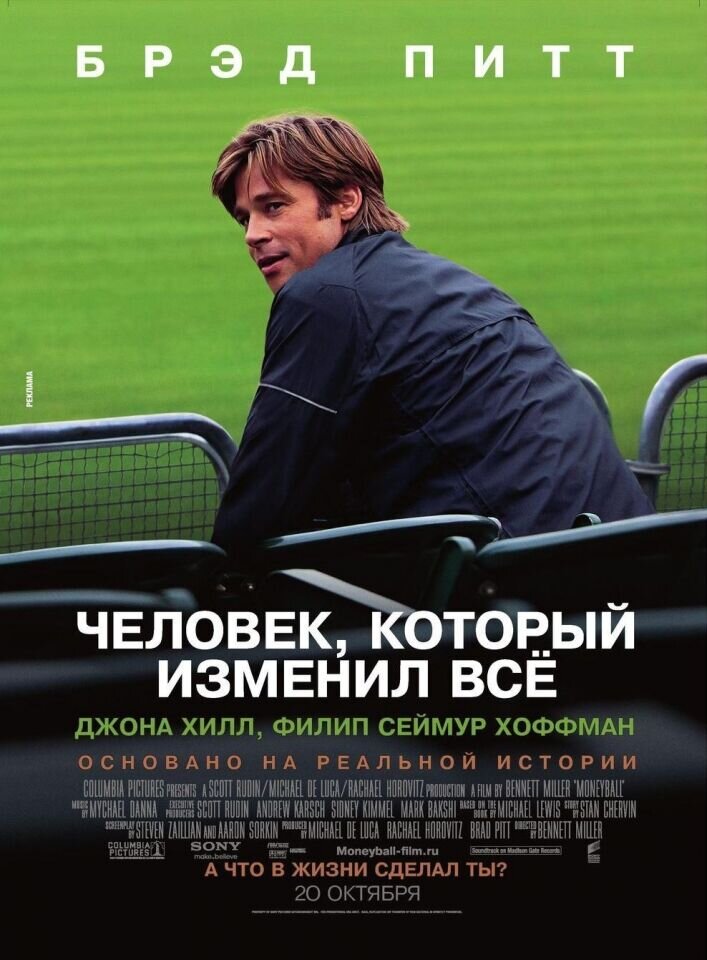 БРЭД ПИТТ
РЕКЛАМА
ЧЕЛОВЕК, КОТОРЫЙ
ИЗМЕНИЛ ВСЁ
ДЖОНА ХИЛЛ, ФИЛИП СЕЙМУР ХОФФМАН
ОСНОВАНО НА РЕАЛЬНОЙ ИСТОРИИ
COLUMBIA PICTURES PRESENTS A SCOTT RUDIN/MICHAEL DE LUCA/RACHAEL HOROVITZ PRODUCTION A FILM BY BENNETT MILLER "MONEYBALL"
MUSIC BY MYCHAEL DANNA EXECUTIVE PRODUCERS SCOTT RUDIN ANDREW KARSCH SIDNEY KIMMEL MARK BAKSHI BASED ON THE BOOK BY MICHAEL LEWIS STORY BY STAN CHERVIN
SCREENPLAY BY STEVEN ZAILLIAN AND AARON SORKIN PRODUCED BY MICHAEL DE LUCA RACHAEL HOROVITZ BRAD PITT DIRECTED BY BENNETT MILLER
COLUMBIA PICTURES SONY make.believe Moneyball-film.ru Soundtrack on Madison Gate Records
А ЧТО В ЖИЗНИ СДЕЛАЛ ТЫ?
20 ОКТЯБРЯ